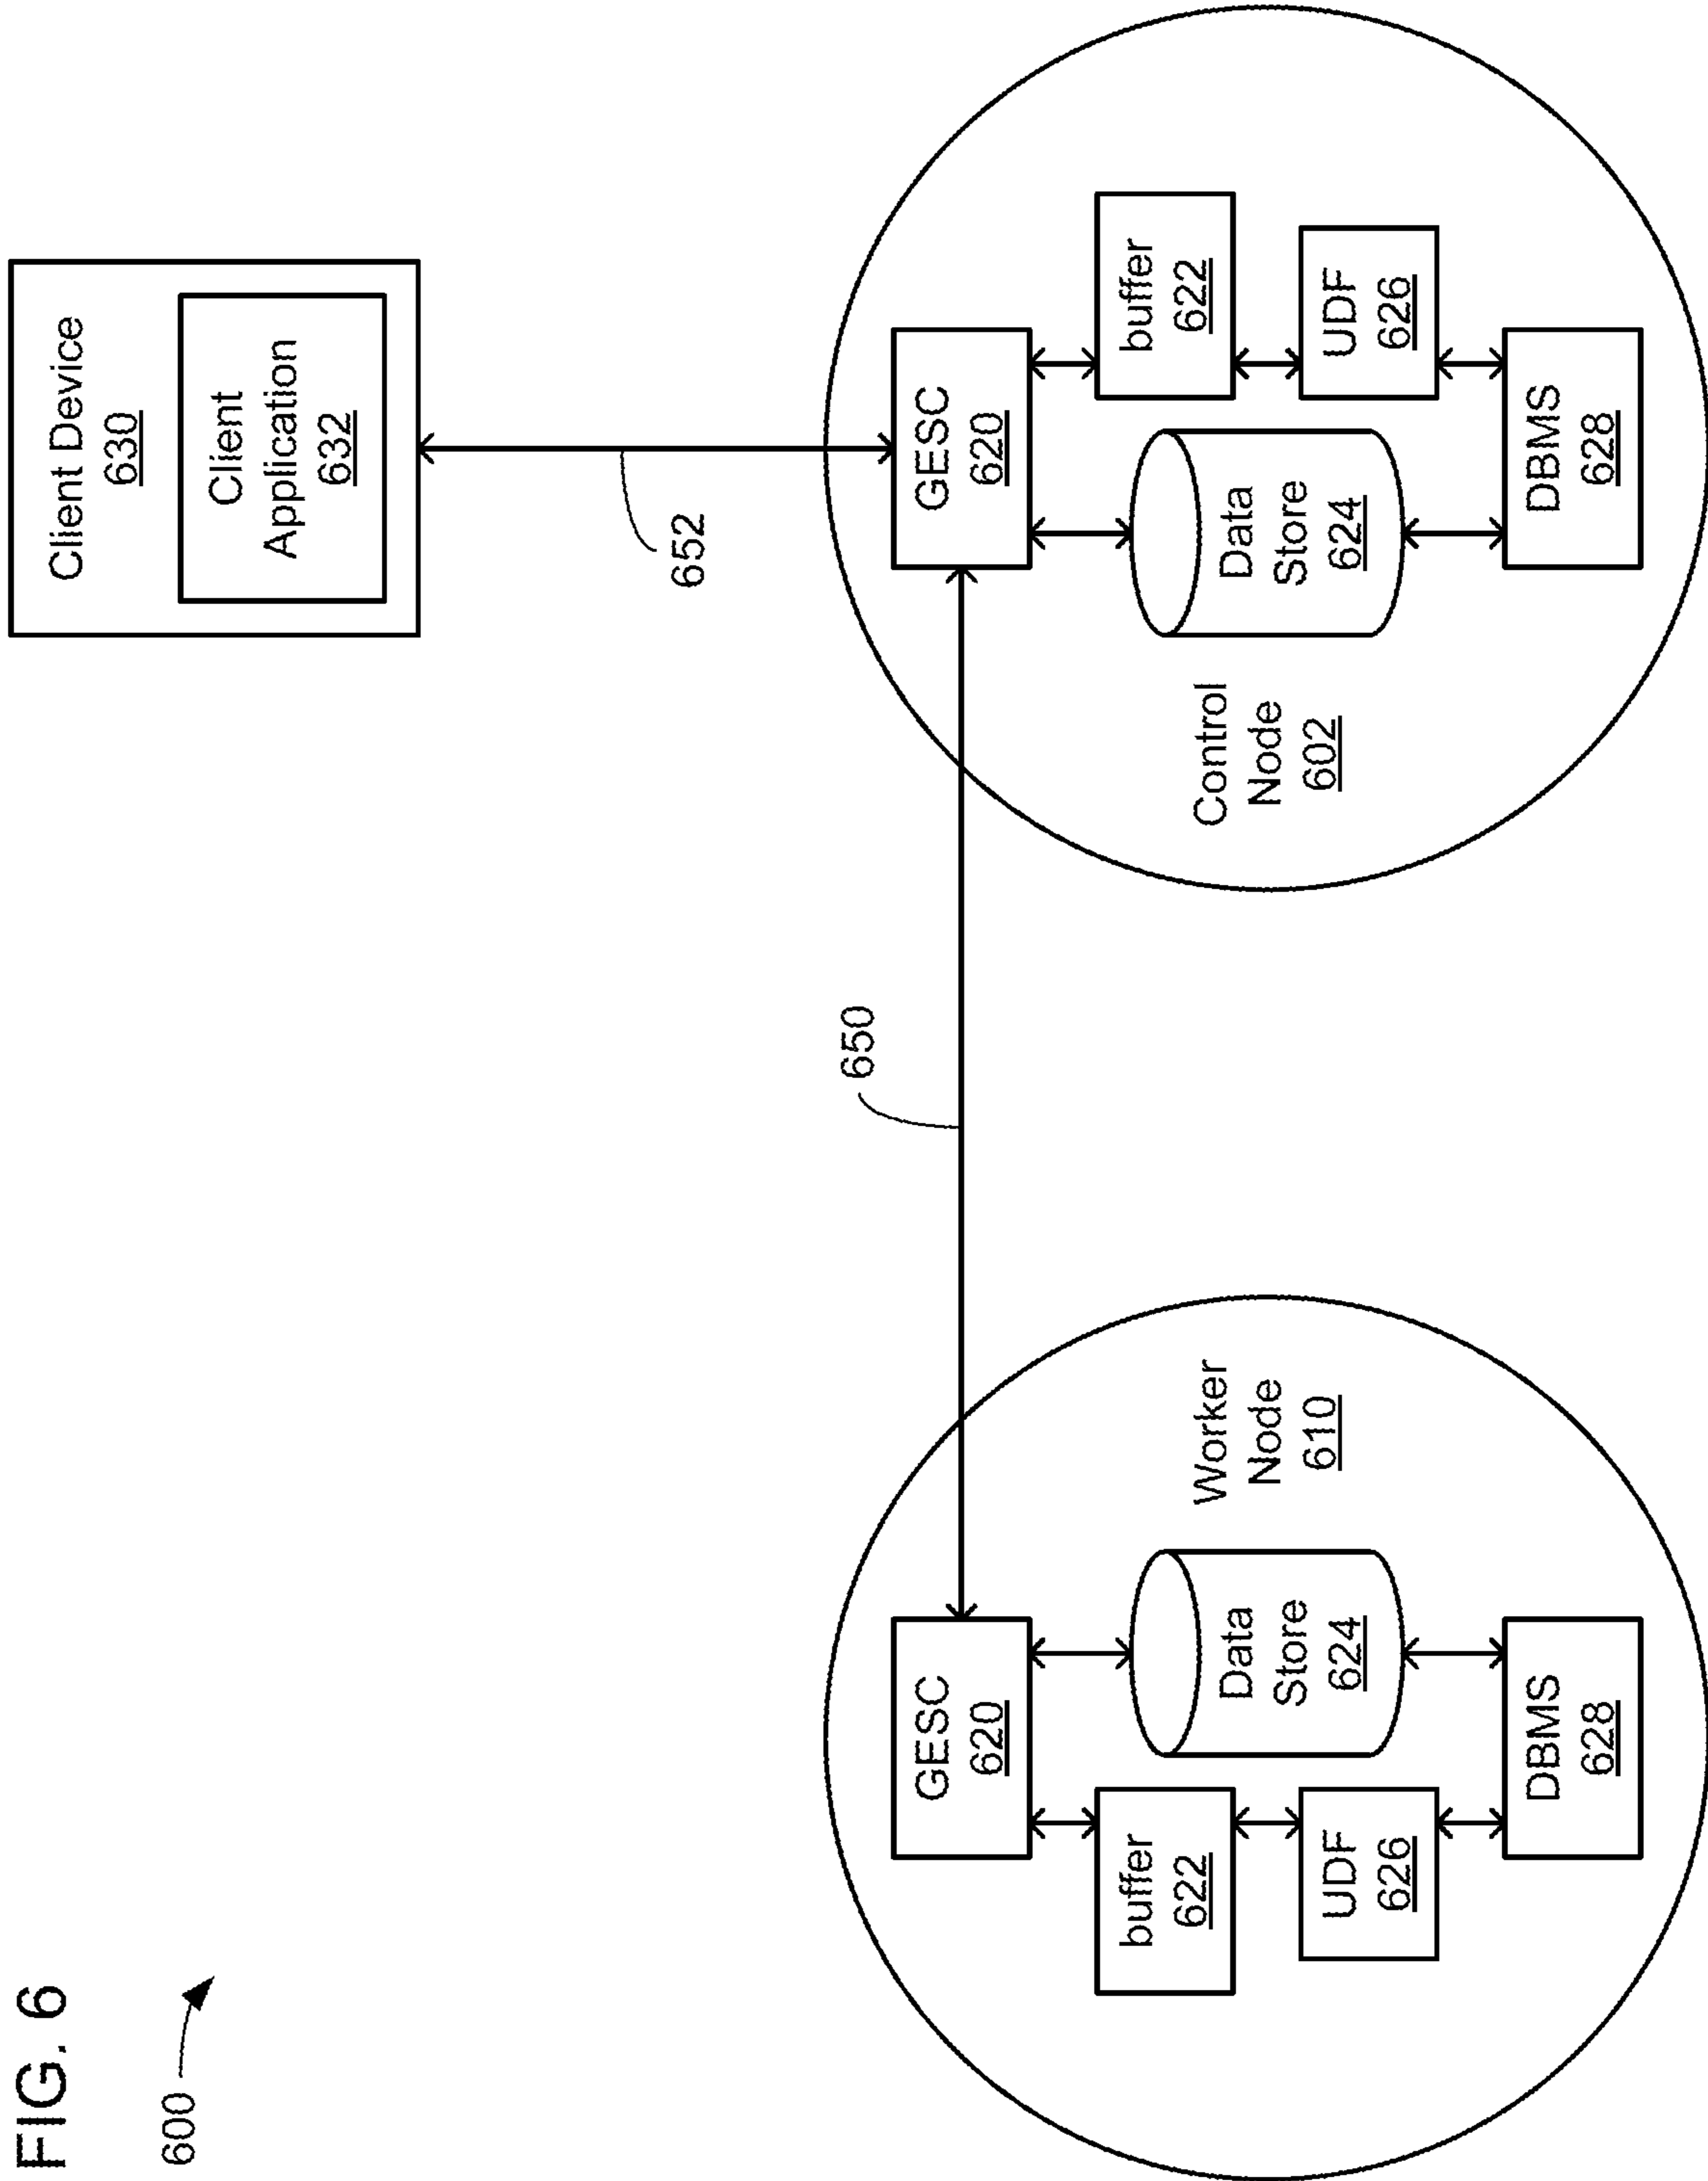 FIG. 6
600
Client Device
630
Client
Application
632
652
650
GESC
620
buffer
622
Data
Store
624
UDF
626
DBMS
628
Worker
Node
610
GESC
620
Data
Store
624
buffer
622
UDF
626
DBMS
628
Control
Node
602